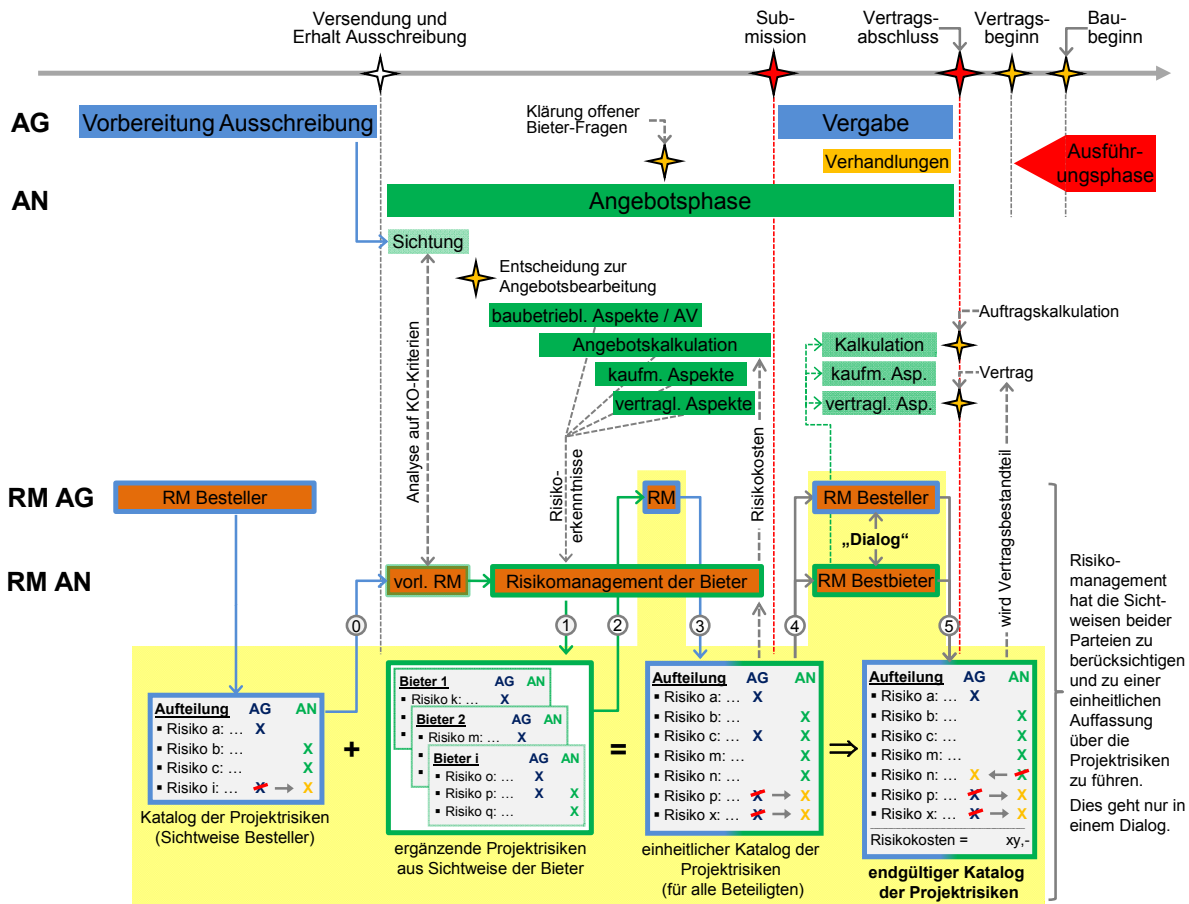 Versendung und
Erhalt Ausschreibung
Sub-
mission
Vertrags-
abschluss
Vertrags-
beginn
Bau-
beginn
AG
Vorbereitung Ausschreibung
Klärung offener
Bieter-Fragen
Vergabe
Verhandlungen
Ausführ-
ungsphase
AN
Angebotsphase
Sichtung
Entscheidung zur
Angebotsbearbeitung
baubetriebl. Aspekte / AV
Angebotskalkulation
kaufm. Aspekte
vertragl. Aspekte
Auftragskalkulation
Kalkulation
kaufm. Asp.
Vertrag
vertragl. Asp.
Analyse auf KO-Kriterien
Risiko-
erkenntnisse
Risikokosten
wird Vertragsbestandteil
RM AG
RM Besteller
RM
RM Besteller
„Dialog“
RM AN
vorl. RM
Risikomanagement der Bieter
RM Bestbieter
0
1
2
3
4
5
Aufteilung AG AN
▪ Risiko a: … X
▪ Risiko b: … X
▪ Risiko c: … X
▪ Risiko i: … X → X
Katalog der Projektrisiken
(Sichtweise Besteller)
+
Bieter 1 AG AN
▪ Risiko k: … X
Bieter 2 AG AN
▪ Risiko m: … X
Bieter i AG AN
▪ Risiko o: … X
▪ Risiko p: … X X
▪ Risiko q: … X
ergänzende Projektrisiken
aus Sichtweise der Bieter
=
Aufteilung AG AN
▪ Risiko a: … X
▪ Risiko b: … X
▪ Risiko c: … X X
▪ Risiko m: … X
▪ Risiko n: … X
▪ Risiko p: … X → X
▪ Risiko x: … X → X
einheitlicher Katalog der
Projektrisiken
(für alle Beteiligten)
⇒
Aufteilung AG AN
▪ Risiko a: … X
▪ Risiko b: … X
▪ Risiko c: … X
▪ Risiko m: … X
▪ Risiko n: … X ← X
▪ Risiko p: … X → X
▪ Risiko x: … X → X
Risikokosten = xy,-
endgültiger Katalog
der Projektrisiken
Risiko-
management
hat die Sicht-
weisen beider
Parteien zu
berücksichtigen
und zu einer
einheitlichen
Auffassung
über die
Projektrisiken
zu führen.
Dies geht nur in
einem Dialog.